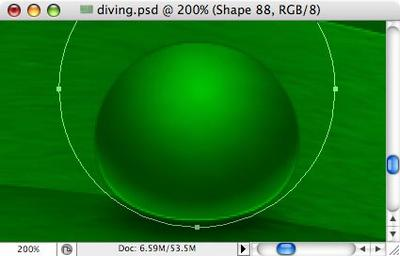 diving.psd @ 200% (Shape 88, RGB/8)
200%
Doc: 6.59M/53.5M